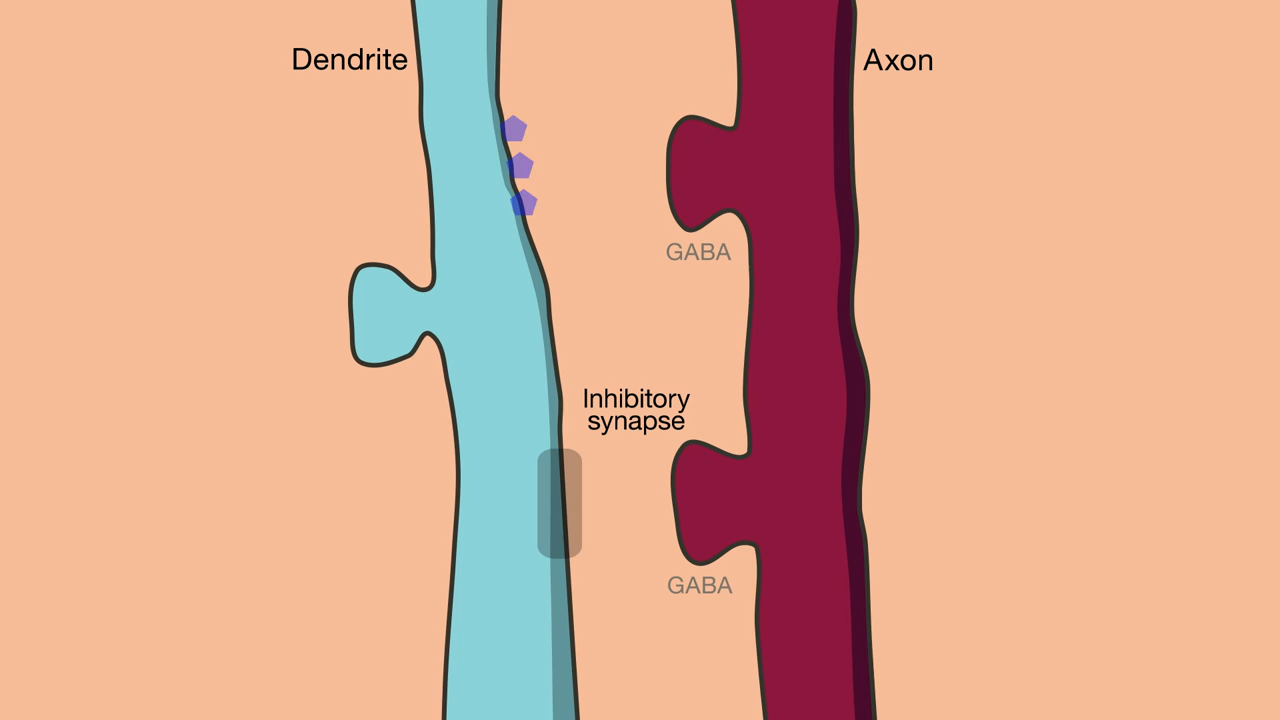 Dendrite
Axon
GABA
Inhibitory
synapse
GABA